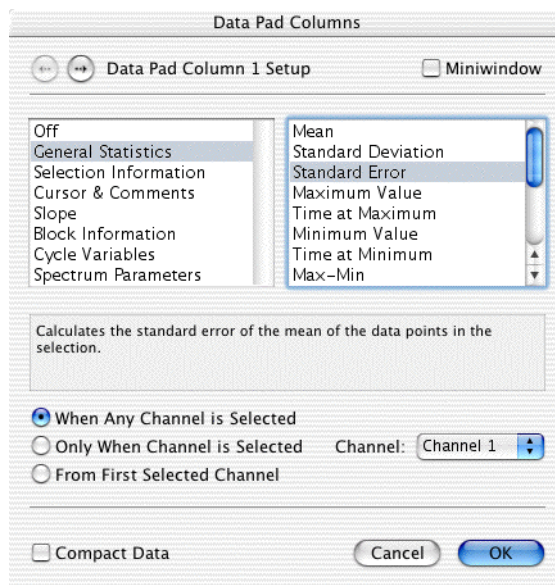 Data Pad Columns
Data Pad Column 1 Setup
Miniwindow
Off
General Statistics
Selection Information
Cursor & Comments
Slope
Block Information
Cycle Variables
Spectrum Parameters
Mean
Standard Deviation
Standard Error
Maximum Value
Time at Maximum
Minimum Value
Time at Minimum
Max-Min
Calculates the standard error of the mean of the data points in the
selection.
When Any Channel is Selected
Only When Channel is Selected Channel: Channel 1
From First Selected Channel
Compact Data Cancel OK